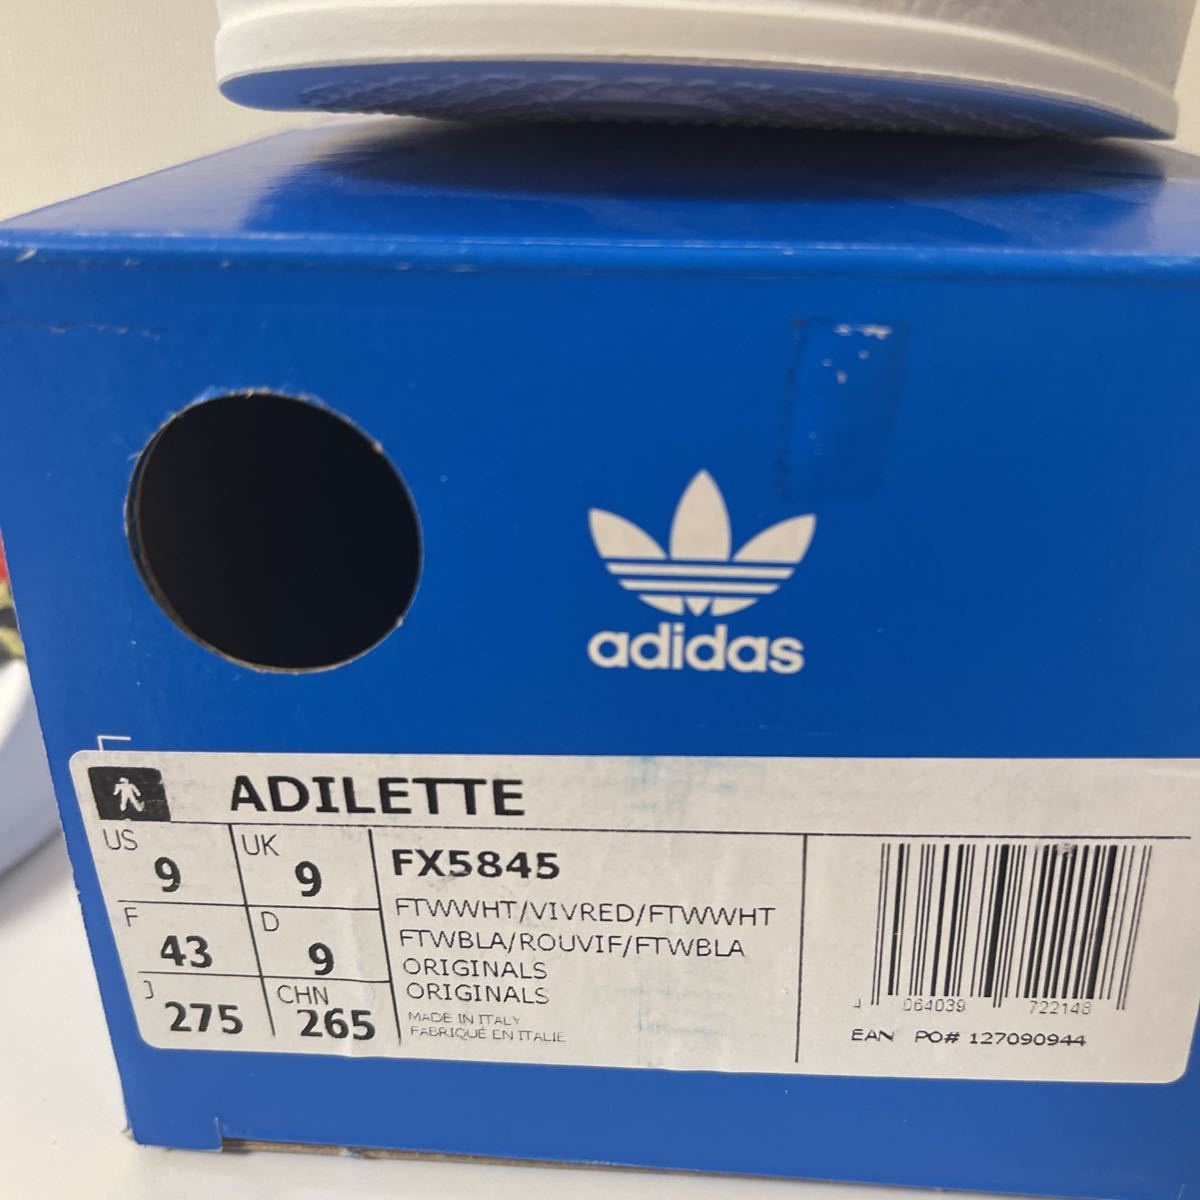 adidas
ADILETTE
US 9 UK 9
F 43 D 9
J 275 CHN 265
FX5845
FTWWHT/VIVRED/FTWWHT
FTWBLA/ROUVIF/FTWBLA
ORIGINALS
ORIGINALS
MADE IN ITALY
FABRIQUÉ EN ITALIE
4 064039 722148
EAN PO# 127090944